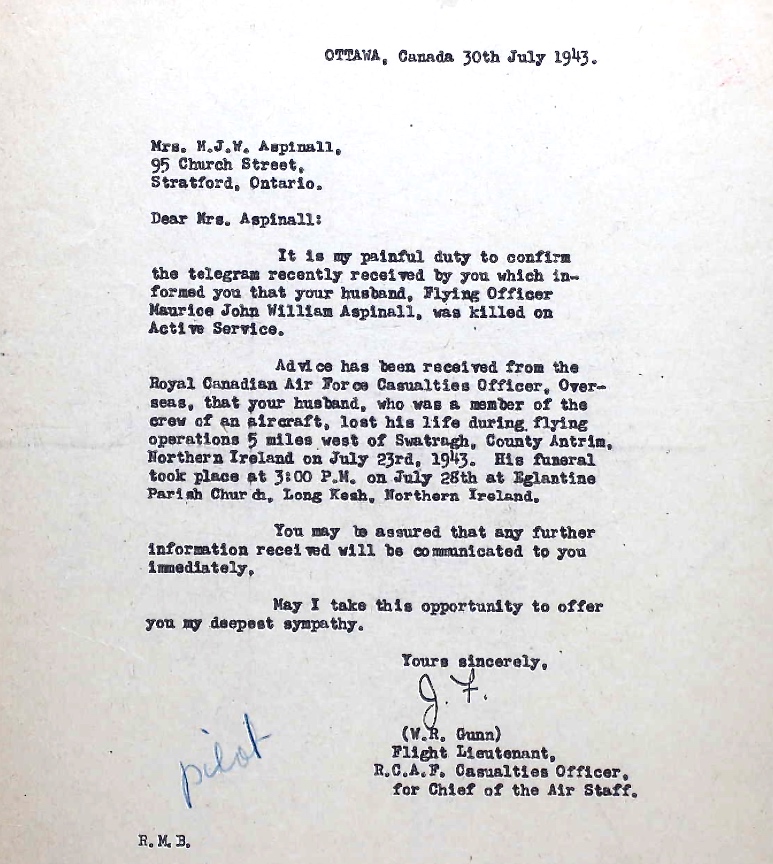 OTTAWA, Canada 30th July 1943.
Mrs. M.J.W. Aspinall,
95 Church Street,
Stratford, Ontario.
Dear Mrs. Aspinall:
It is my painful duty to confirm
the telegram recently received by you which in-
formed you that your husband, Flying Officer
Maurice John William Aspinall, was killed on
Active Service.
Advice has been received from the
Royal Canadian Air Force Casualties Officer, Over-
seas, that your husband, who was a member of the
crew of an aircraft, lost his life during flying
operations 5 miles west of Swatragh, County Antrim,
Northern Ireland on July 23rd, 1943. His funeral
took place at 3:00 P.M. on July 28th at Eglantine
Parish Church, Long Kesh, Northern Ireland.
You may be assured that any further
information received will be communicated to you
immediately.
May I take this opportunity to offer
you my deepest sympathy.
Yours sincerely,
J. F.
(W.R. Gunn)
Flight Lieutenant,
R.C.A.F. Casualties Officer,
for Chief of the Air Staff.
pilot
R.M.B.